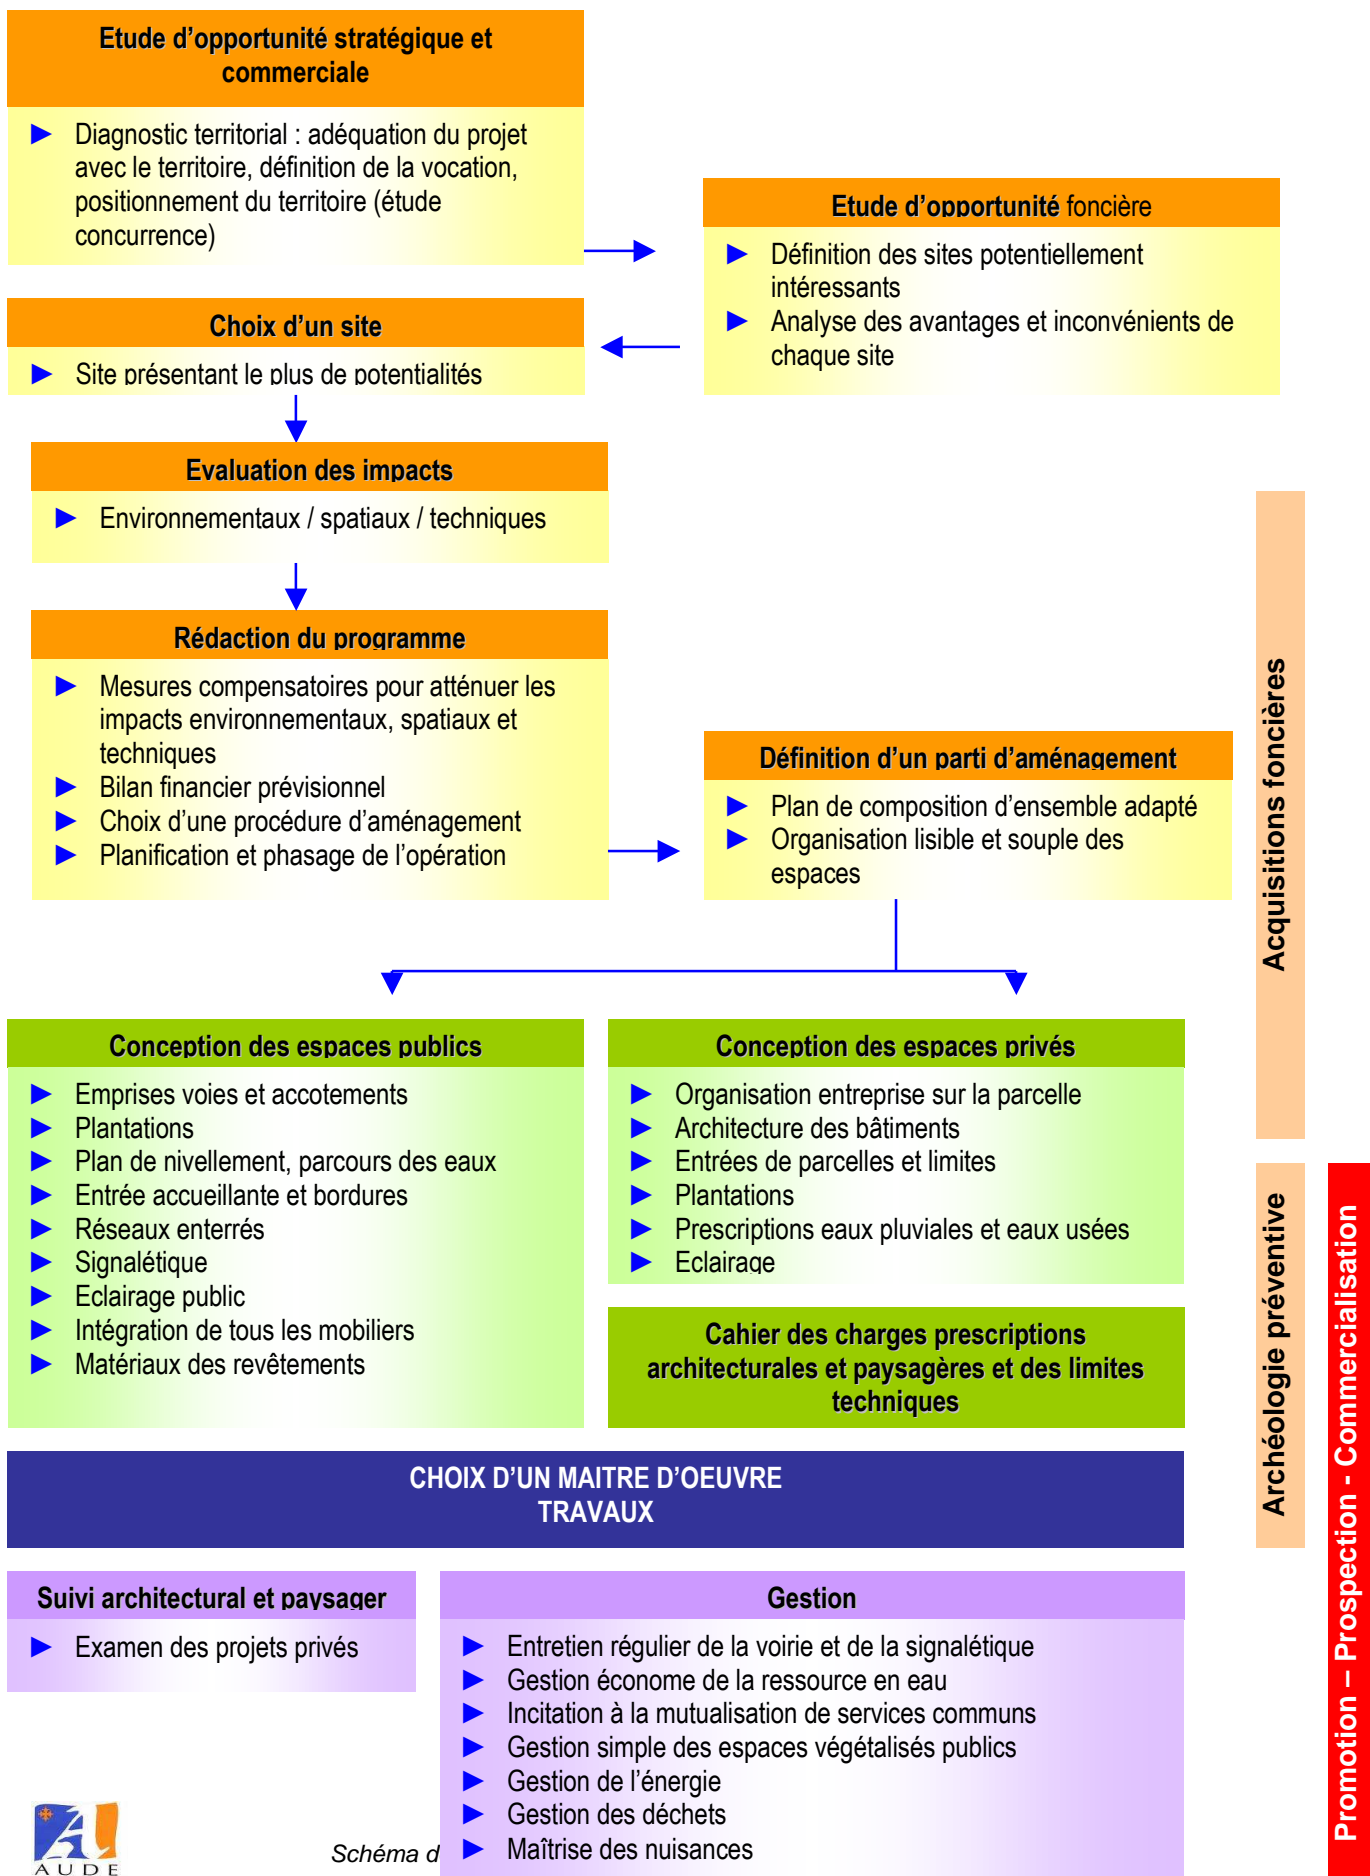 Etude d'opportunité stratégique et
commerciale
► Diagnostic territorial : adéquation du projet
avec le territoire, définition de la vocation,
positionnement du territoire (étude
concurrence)
Etude d'opportunité foncière
► Définition des sites potentiellement
intéressants
► Analyse des avantages et inconvénients de
chaque site
Choix d'un site
► Site présentant le plus de potentialités
Evaluation des impacts
► Environnementaux / spatiaux / techniques
Rédaction du programme
► Mesures compensatoires pour atténuer les
impacts environnementaux, spatiaux et
techniques
► Bilan financier prévisionnel
► Choix d'une procédure d'aménagement
► Planification et phasage de l'opération
Définition d'un parti d'aménagement
► Plan de composition d'ensemble adapté
► Organisation lisible et souple des
espaces
Acquisitions foncières
Conception des espaces publics
► Emprises voies et accotements
► Plantations
► Plan de nivellement, parcours des eaux
► Entrée accueillante et bordures
► Réseaux enterrés
► Signalétique
► Eclairage public
► Intégration de tous les mobiliers
► Matériaux des revêtements
Conception des espaces privés
► Organisation entreprise sur la parcelle
► Architecture des bâtiments
► Entrées de parcelles et limites
► Plantations
► Prescriptions eaux pluviales et eaux usées
► Eclairage
Cahier des charges prescriptions
architecturales et paysagères et des limites
techniques
Archéologie préventive
Promotion – Prospection - Commercialisation
CHOIX D'UN MAITRE D'OEUVRE
TRAVAUX
Suivi architectural et paysager
► Examen des projets privés
Gestion
► Entretien régulier de la voirie et de la signalétique
► Gestion économe de la ressource en eau
► Incitation à la mutualisation de services communs
► Gestion simple des espaces végétalisés publics
► Gestion de l'énergie
► Gestion des déchets
► Maîtrise des nuisances
AUDE
Schéma d